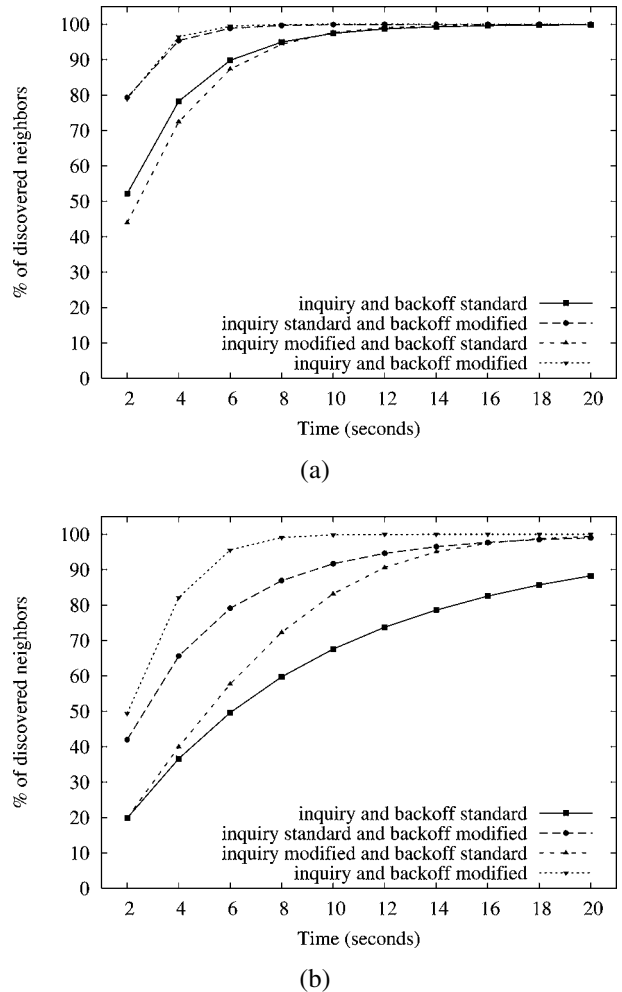 100
90
80
70
60
50
40
30
20
10
0
% of discovered neighbors
inquiry and backoff standard
inquiry standard and backoff modified
inquiry modified and backoff standard
inquiry and backoff modified
2 4 6 8 10 12 14 16 18 20
Time (seconds)
(a)
100
90
80
70
60
50
40
30
20
10
0
% of discovered neighbors
inquiry and backoff standard
inquiry standard and backoff modified
inquiry modified and backoff standard
inquiry and backoff modified
2 4 6 8 10 12 14 16 18 20
Time (seconds)
(b)